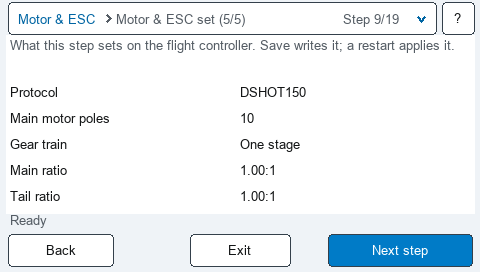 Motor & ESC > Motor & ESC set (5/5) Step 9/19 ?
What this step sets on the flight controller. Save writes it; a restart applies it.
Protocol DSHOT150
Main motor poles 10
Gear train One stage
Main ratio 1.00:1
Tail ratio 1.00:1
Ready
Back Exit Next step